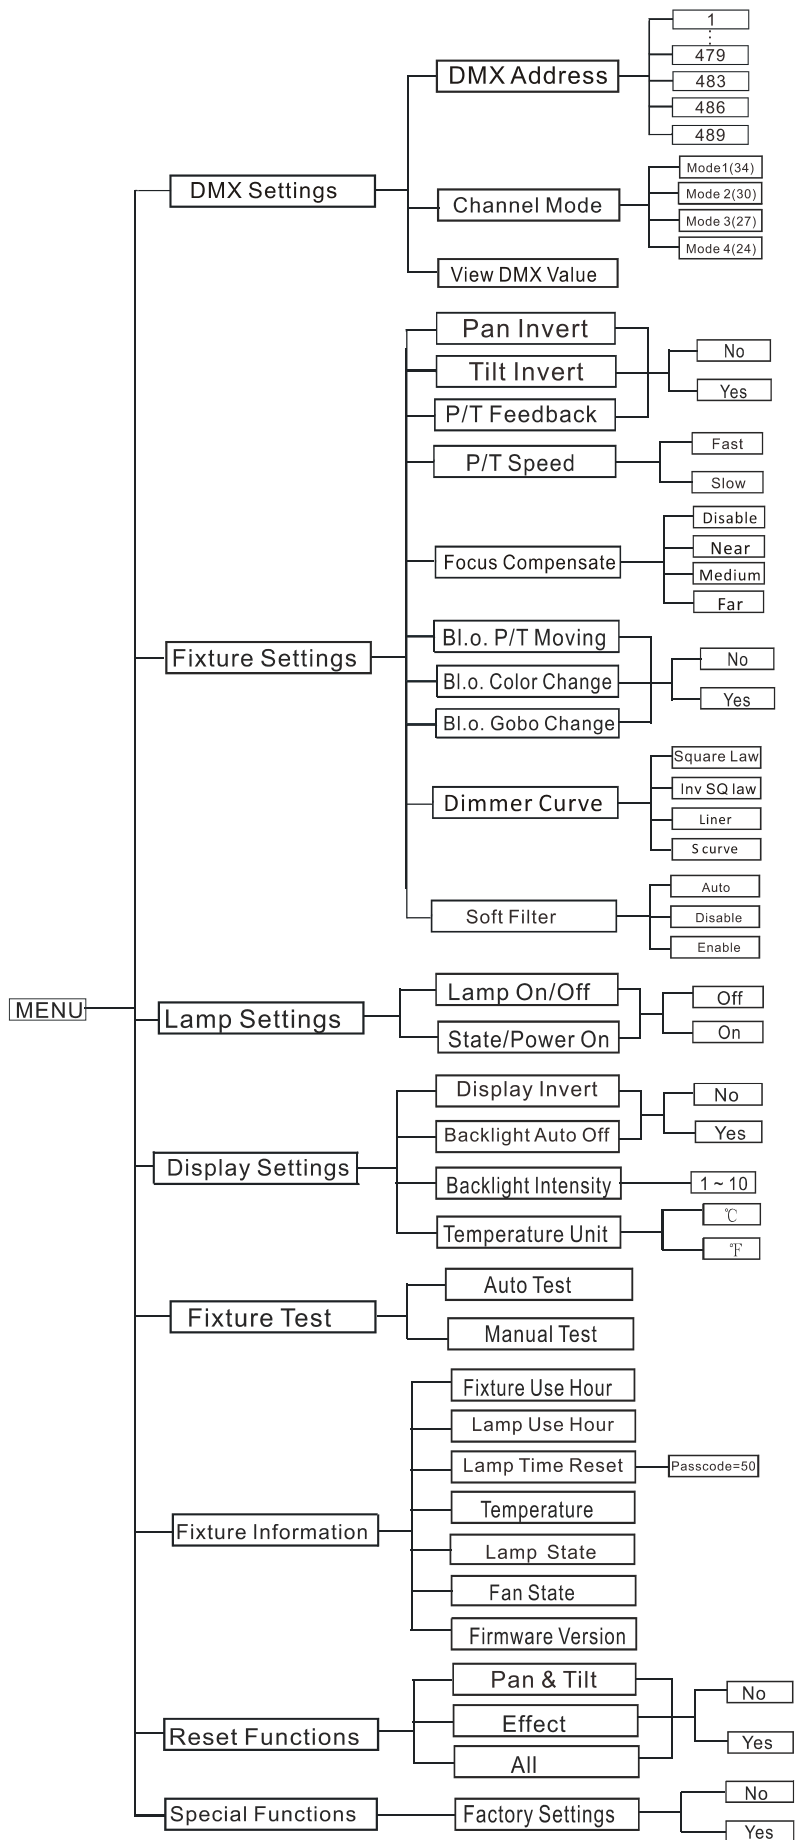 1
479
DMX Address
483
486
489
DMX Settings
Mode1(34)
Mode 2(30)
Channel Mode
Mode 3(27)
Mode 4(24)
View DMX Value
Pan Invert
No
Tilt Invert
Yes
P/T Feedback
Fast
P/T Speed
Slow
Disable
Near
Focus Compensate
Medium
Far
Fixture Settings
Bl.o. P/T Moving
No
Bl.o. Color Change
Yes
Bl.o. Gobo Change
Square Law
Inv SQ law
Dimmer Curve
Liner
S curve
Auto
Soft Filter
Disable
Enable
MENU
Lamp Settings
Lamp On/Off
Off
State/Power On
On
Display Settings
Display Invert
No
Backlight Auto Off
Yes
Backlight Intensity
1 ~ 10
Temperature Unit
℃
℉
Fixture Test
Auto Test
Manual Test
Fixture Information
Fixture Use Hour
Lamp Use Hour
Lamp Time Reset
Passcode=50
Temperature
Lamp State
Fan State
Firmware Version
Reset Functions
Pan & Tilt
No
Effect
Yes
All
Special Functions
Factory Settings
No
Yes